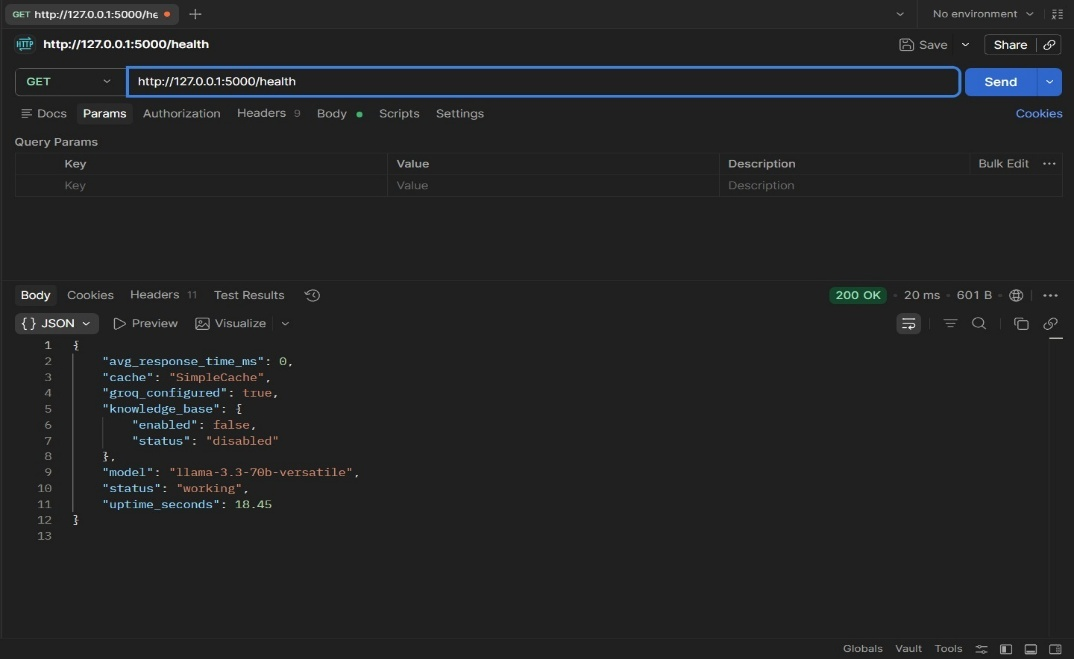 GET http://127.0.0.1:5000/he
No environment
HTTP http://127.0.0.1:5000/health
Save
Share
GET
http://127.0.0.1:5000/health
Send
Docs Params Authorization Headers 9 Body Scripts Settings
Cookies
Query Params
Key Value Description Bulk Edit
Key Value Description
Body Cookies Headers 11 Test Results
200 OK 20 ms 601 B
{} JSON Preview Visualize
1 {
2 "avg_response_time_ms": 0,
3 "cache": "SimpleCache",
4 "groq_configured": true,
5 "knowledge_base": {
6 "enabled": false,
7 "status": "disabled"
8 },
9 "model": "llama-3.3-70b-versatile",
10 "status": "working",
11 "uptime_seconds": 18.45
12 }
13
Globals Vault Tools